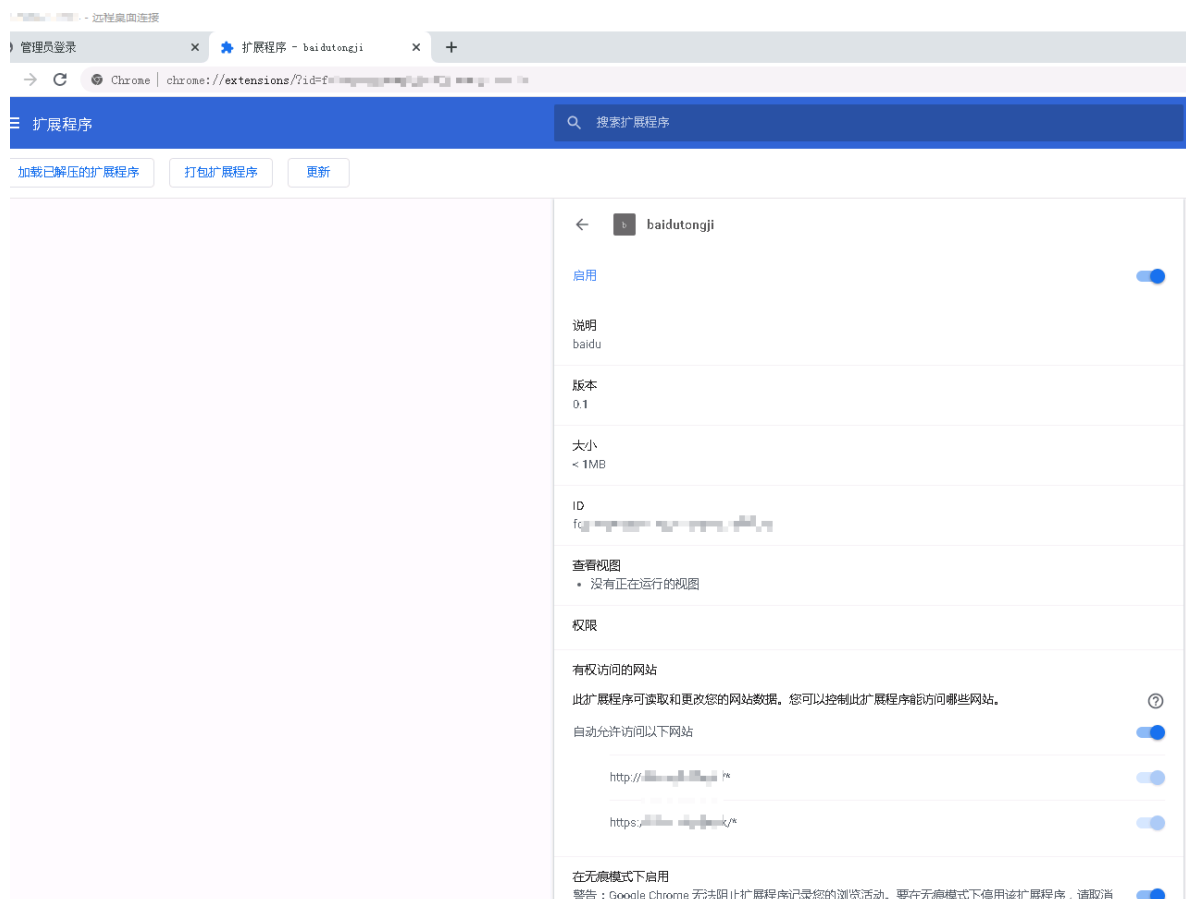 - 远程桌面连接
管理员登录 × 扩展程序 - baidutongji × +
Chrome | chrome://extensions/?id=f
扩展程序 搜索扩展程序
加载已解压的扩展程序 打包扩展程序 更新
b baidutongji
启用
说明
baidu
版本
0.1
大小
< 1MB
ID
查看视图
• 没有正在运行的视图
权限
有权访问的网站
此扩展程序可读取和更改您的网站数据。您可以控制此扩展程序能访问哪些网站。
自动允许访问以下网站
http:// /*
https:/ /*
在无痕模式下启用
警告：Google Chrome 无法阻止扩展程序记录您的浏览活动。要在无痕模式下停用该扩展程序，请取消